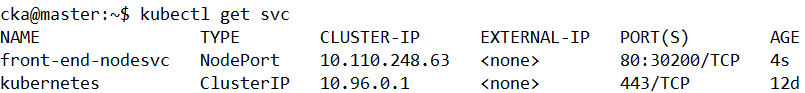 cka@master:~$ kubectl get svc
NAME TYPE CLUSTER-IP EXTERNAL-IP PORT(S) AGE
front-end-nodesvc NodePort 10.110.248.63 <none> 80:30200/TCP 4s
kubernetes ClusterIP 10.96.0.1 <none> 443/TCP 12d